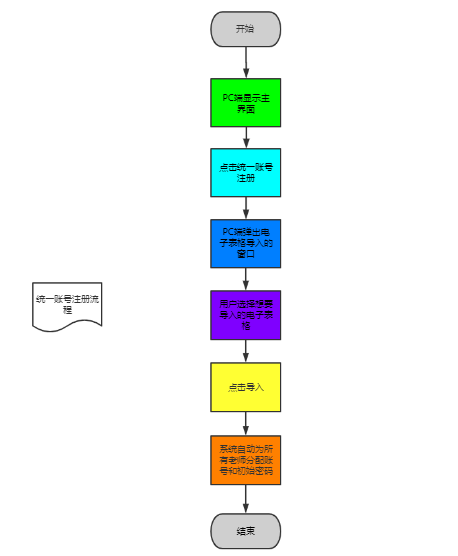 开始
PC端显示主
界面
点击统一账号
注册
PC端弹出电
子表格导入的
窗口
统一账号注册流
程
用户选择想要
导入的电子表
格
点击导入
系统自动为所
有老师分配账
号和初始密码
结束